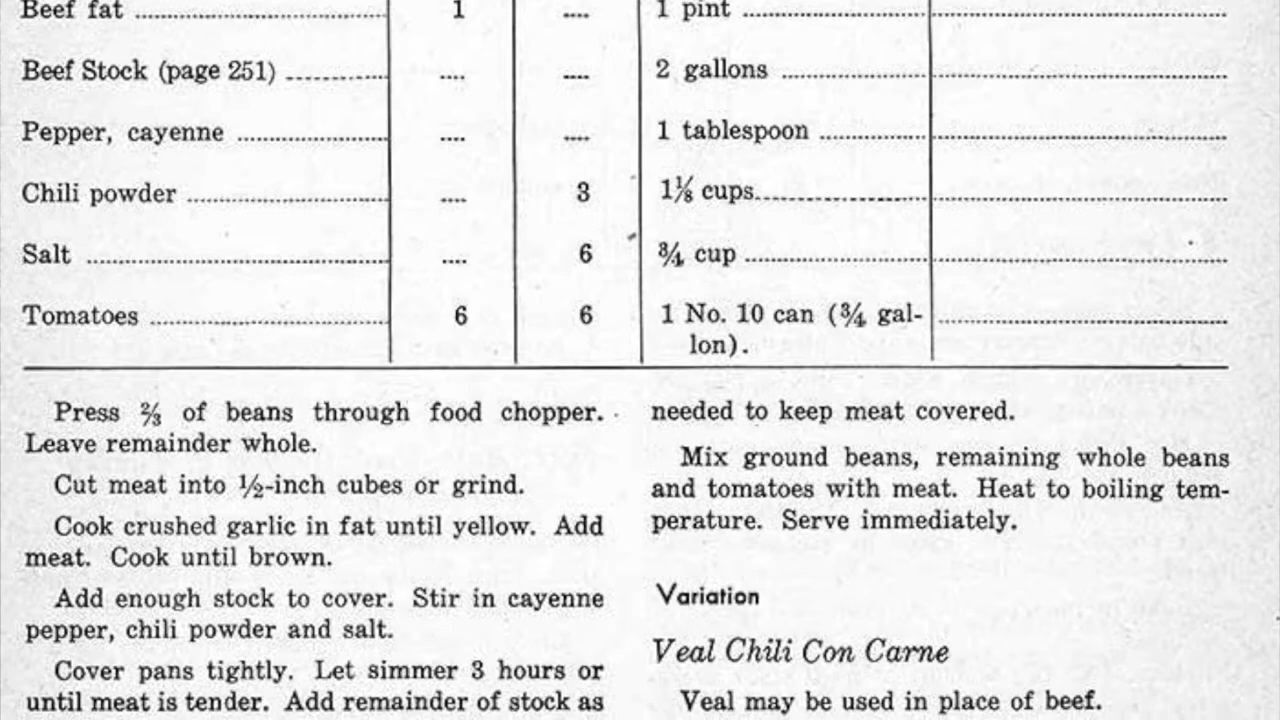 Beef fat 1 .... 1 pint
Beef Stock (page 251) .... .... 2 gallons
Pepper, cayenne .... .... 1 tablespoon
Chili powder .... 3 1⅛ cups
Salt .... 6 ¾ cup
Tomatoes 6 6 1 No. 10 can (¾ gal-
lon).
Press ⅔ of beans through food chopper.
Leave remainder whole.
Cut meat into ½-inch cubes or grind.
Cook crushed garlic in fat until yellow. Add
meat. Cook until brown.
Add enough stock to cover. Stir in cayenne
pepper, chili powder and salt.
Cover pans tightly. Let simmer 3 hours or
until meat is tender. Add remainder of stock as
needed to keep meat covered.
Mix ground beans, remaining whole beans
and tomatoes with meat. Heat to boiling tem-
perature. Serve immediately.
Variation
Veal Chili Con Carne
Veal may be used in place of beef.